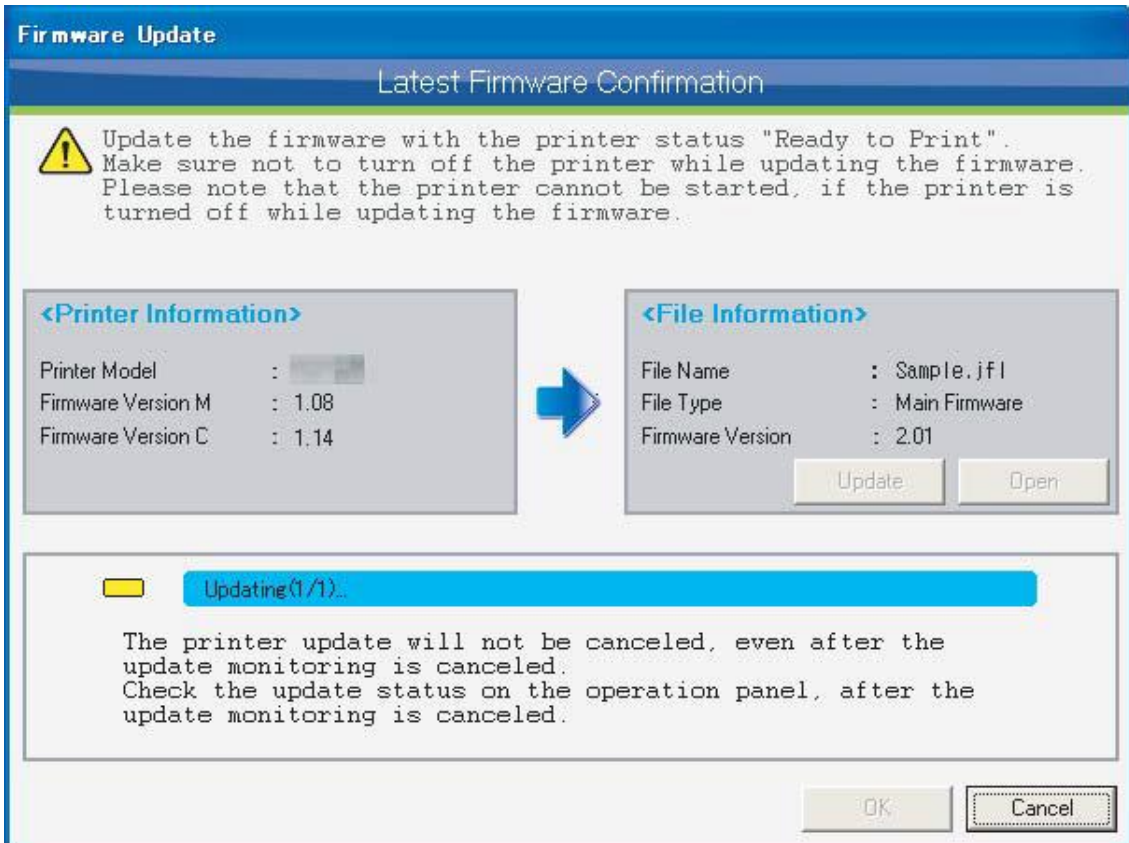 Firmware Update
Latest Firmware Confirmation
Update the firmware with the printer status "Ready to Print".
Make sure not to turn off the printer while updating the firmware.
Please note that the printer cannot be started, if the printer is
turned off while updating the firmware.
<Printer Information>
Printer Model :
Firmware Version M : 1.08
Firmware Version C : 1.14
<File Information>
File Name : Sample.jfl
File Type : Main Firmware
Firmware Version : 2.01
Update Open
Updating(1/1)...
The printer update will not be canceled, even after the
update monitoring is canceled.
Check the update status on the operation panel, after the
update monitoring is canceled.
OK Cancel